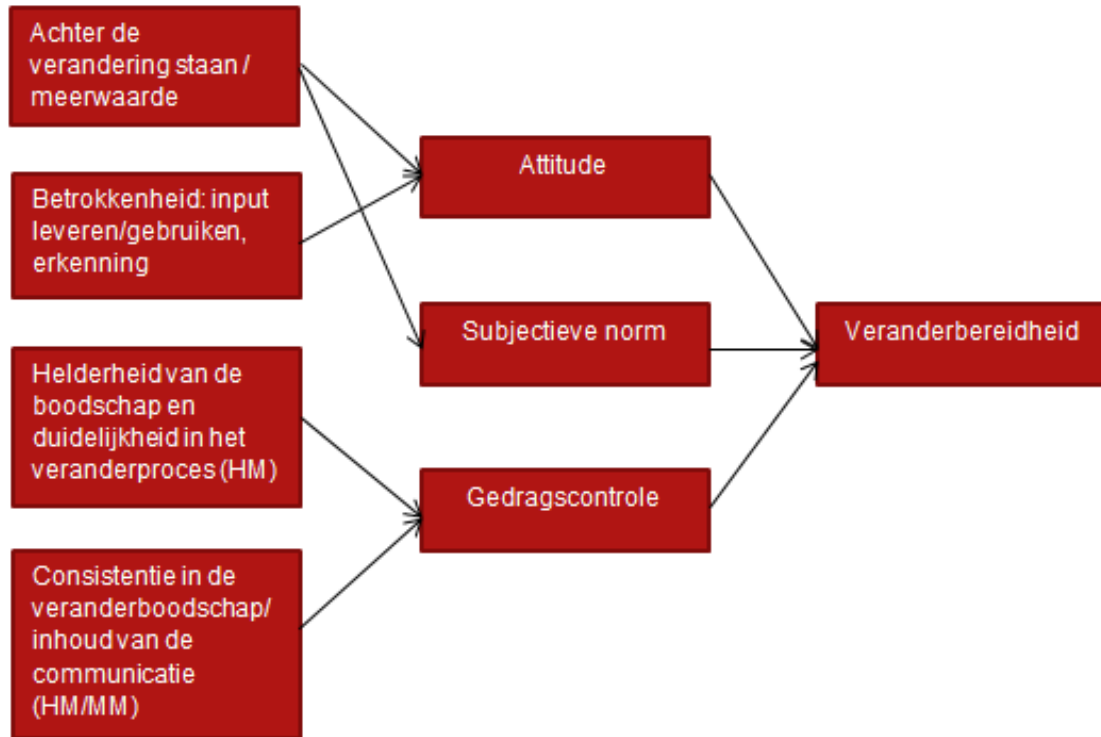 Achter de
verandering staan /
meerwaarde
Betrokkenheid: input
leveren/gebruiken,
erkenning
Helderheid van de
boodschap en
duidelijkheid in het
veranderproces (HM)
Consistentie in de
veranderboodschap/
inhoud van de
communicatie
(HM/MM)
Attitude
Subjectieve norm
Gedragscontrole
Veranderbereidheid